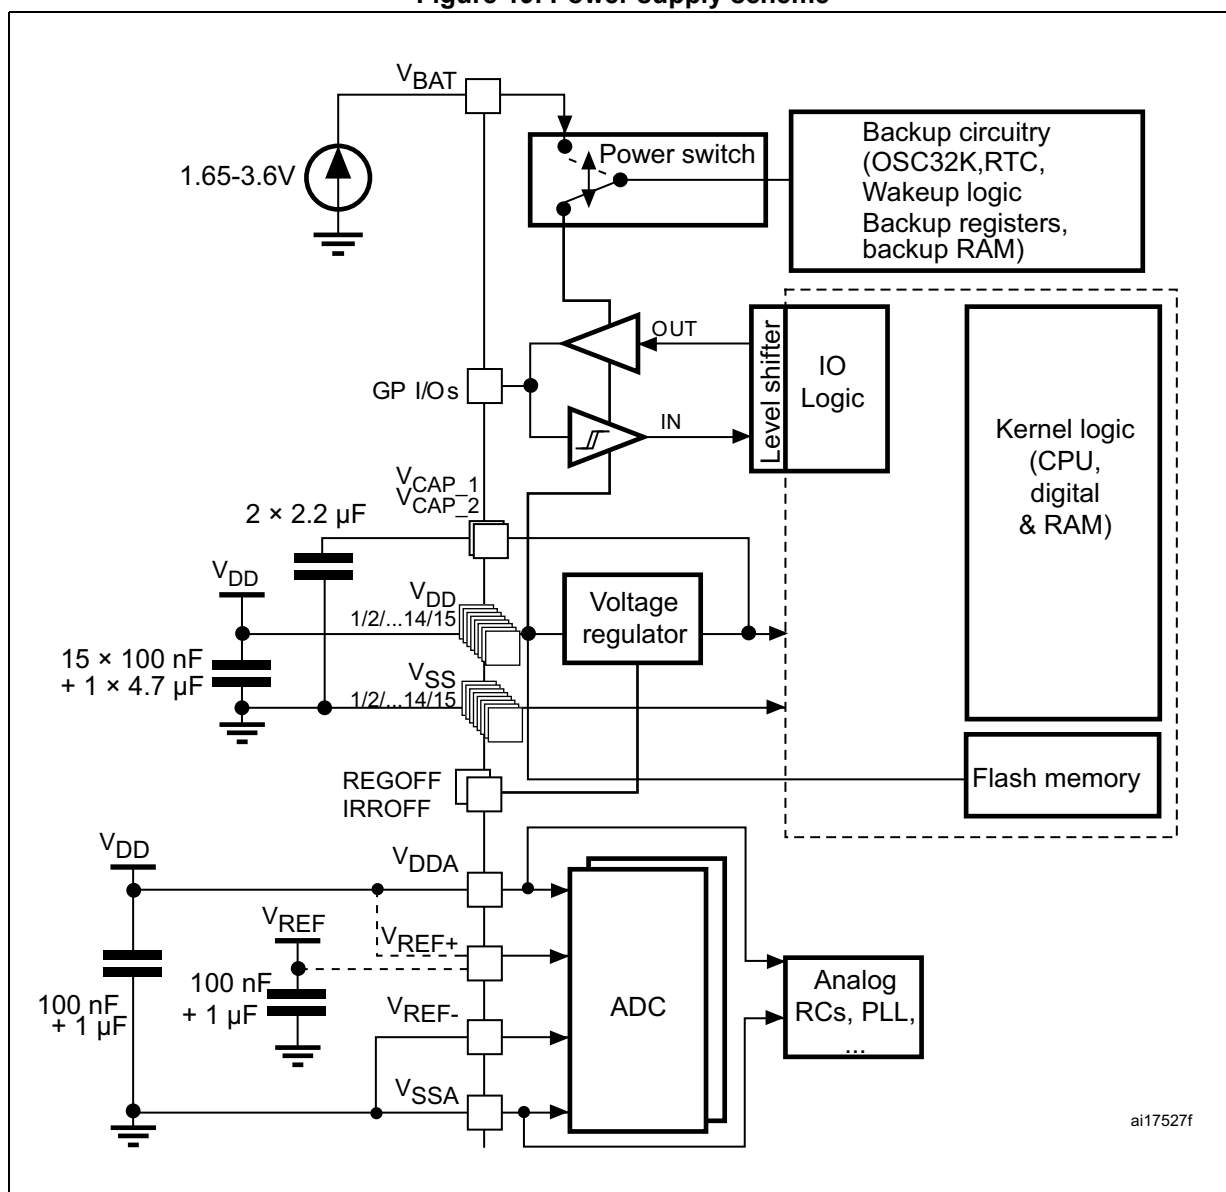 Figure 19. Power supply scheme
VBAT
1.65-3.6V
Power switch
Backup circuitry
(OSC32K,RTC,
Wakeup logic
Backup registers,
backup RAM)
OUT
Level shifter
IO
Logic
GP I/Os
IN
Kernel logic
(CPU,
digital
& RAM)
VCAP_1
VCAP_2
2 × 2.2 μF
VDD
VDD
1/2/...14/15
Voltage
regulator
15 × 100 nF
+ 1 × 4.7 μF
VSS
1/2/...14/15
REGOFF
IRROFF
Flash memory
VDD
VDDA
VREF
VREF+
100 nF
+ 1 μF
100 nF
+ 1 μF
VREF-
ADC
Analog
RCs, PLL,
...
VSSA
ai17527f